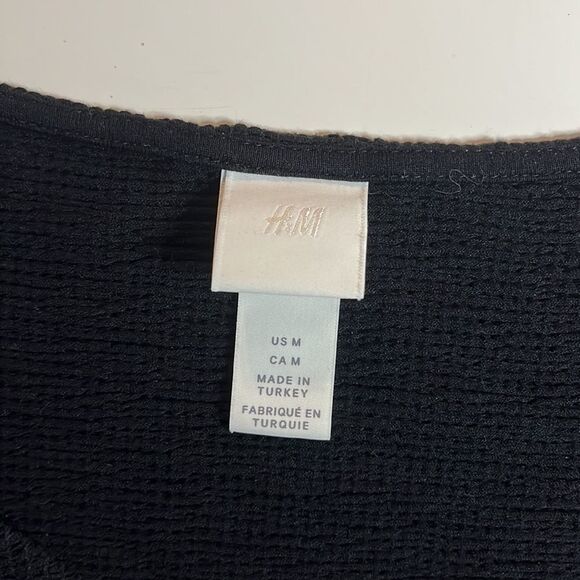 H&M
US M
CA M
MADE IN
TURKEY
FABRIQUÉ EN
TURQUIE